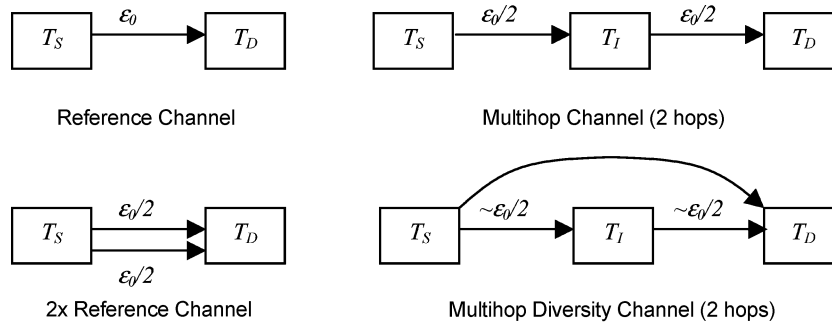 T_S ε_0 T_D
Reference Channel
T_S ε_0/2 T_I ε_0/2 T_D
Multihop Channel (2 hops)
T_S ε_0/2 T_D
ε_0/2
2x Reference Channel
T_S ~ε_0/2 T_I ~ε_0/2 T_D
Multihop Diversity Channel (2 hops)